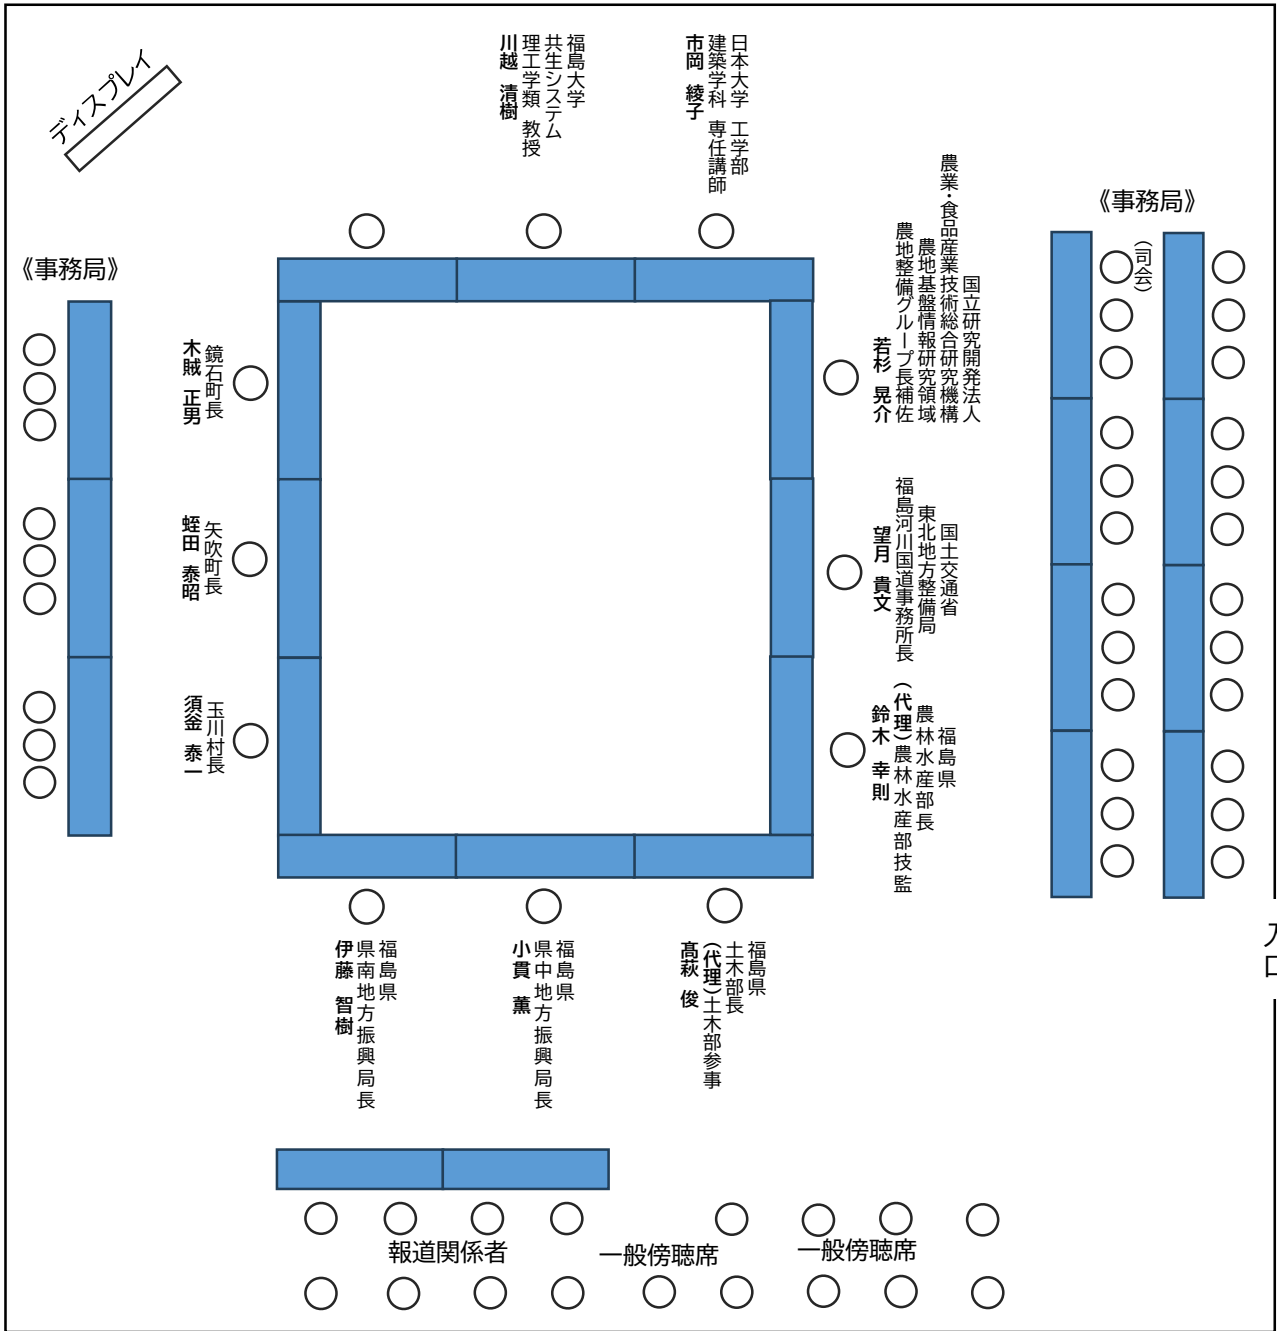 ディスプレイ
福島大学
共生システム
理工学類 教授
川越 清樹
日本大学 工学部
建築学科 専任講師
市岡 綾子
《事務局》
鏡石町長
木賊 正男
矢吹町長
蛭田 泰昭
玉川村長
須釜 泰一
国立研究開発法人
農業・食品産業技術総合研究機構
農地基盤情報研究領域
農地整備グループ長補佐
若杉 晃介
国土交通省
東北地方整備局
福島河川国道事務所長
望月 貴文
福島県
農林水産部長
(代理)農林水産部技監
鈴木 幸則
《事務局》
(司会)
福島県
県南地方振興局長
伊藤 智樹
福島県
県中地方振興局長
小貫 薫
福島県
土木部長
(代理)土木部参事
髙萩 俊
入口
報道関係者
一般傍聴席
一般傍聴席